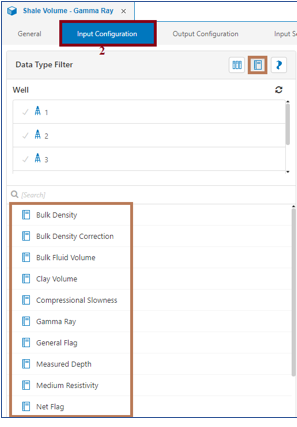 Shale Volume - Gamma Ray ×
General Input Configuration Output Configuration Input Se
2
Data Type Filter
Well
1
2
3
[Search]
Bulk Density
Bulk Density Correction
Bulk Fluid Volume
Clay Volume
Compressional Slowness
Gamma Ray
General Flag
Measured Depth
Medium Resistivity
Net Flag